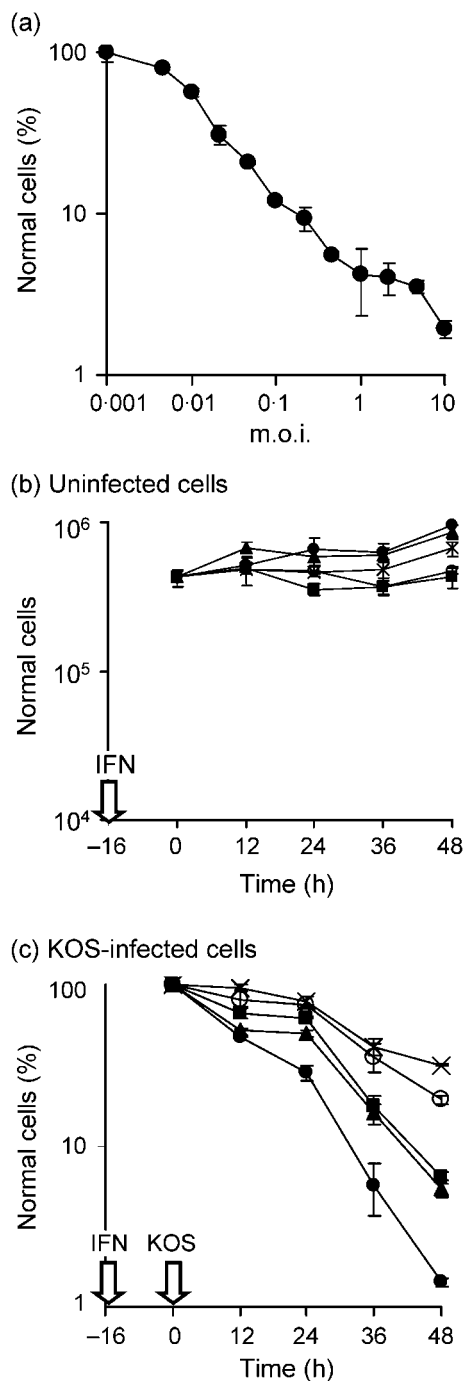 (a)
Normal cells (%)
100
10
1
0·001 0·01 0·1 1 10
m.o.i.
(b) Uninfected cells
Normal cells
10⁶
10⁵
10⁴
IFN
–16 0 12 24 36 48
Time (h)
(c) KOS-infected cells
Normal cells (%)
100
10
1
IFN KOS
–16 0 12 24 36 48
Time (h)